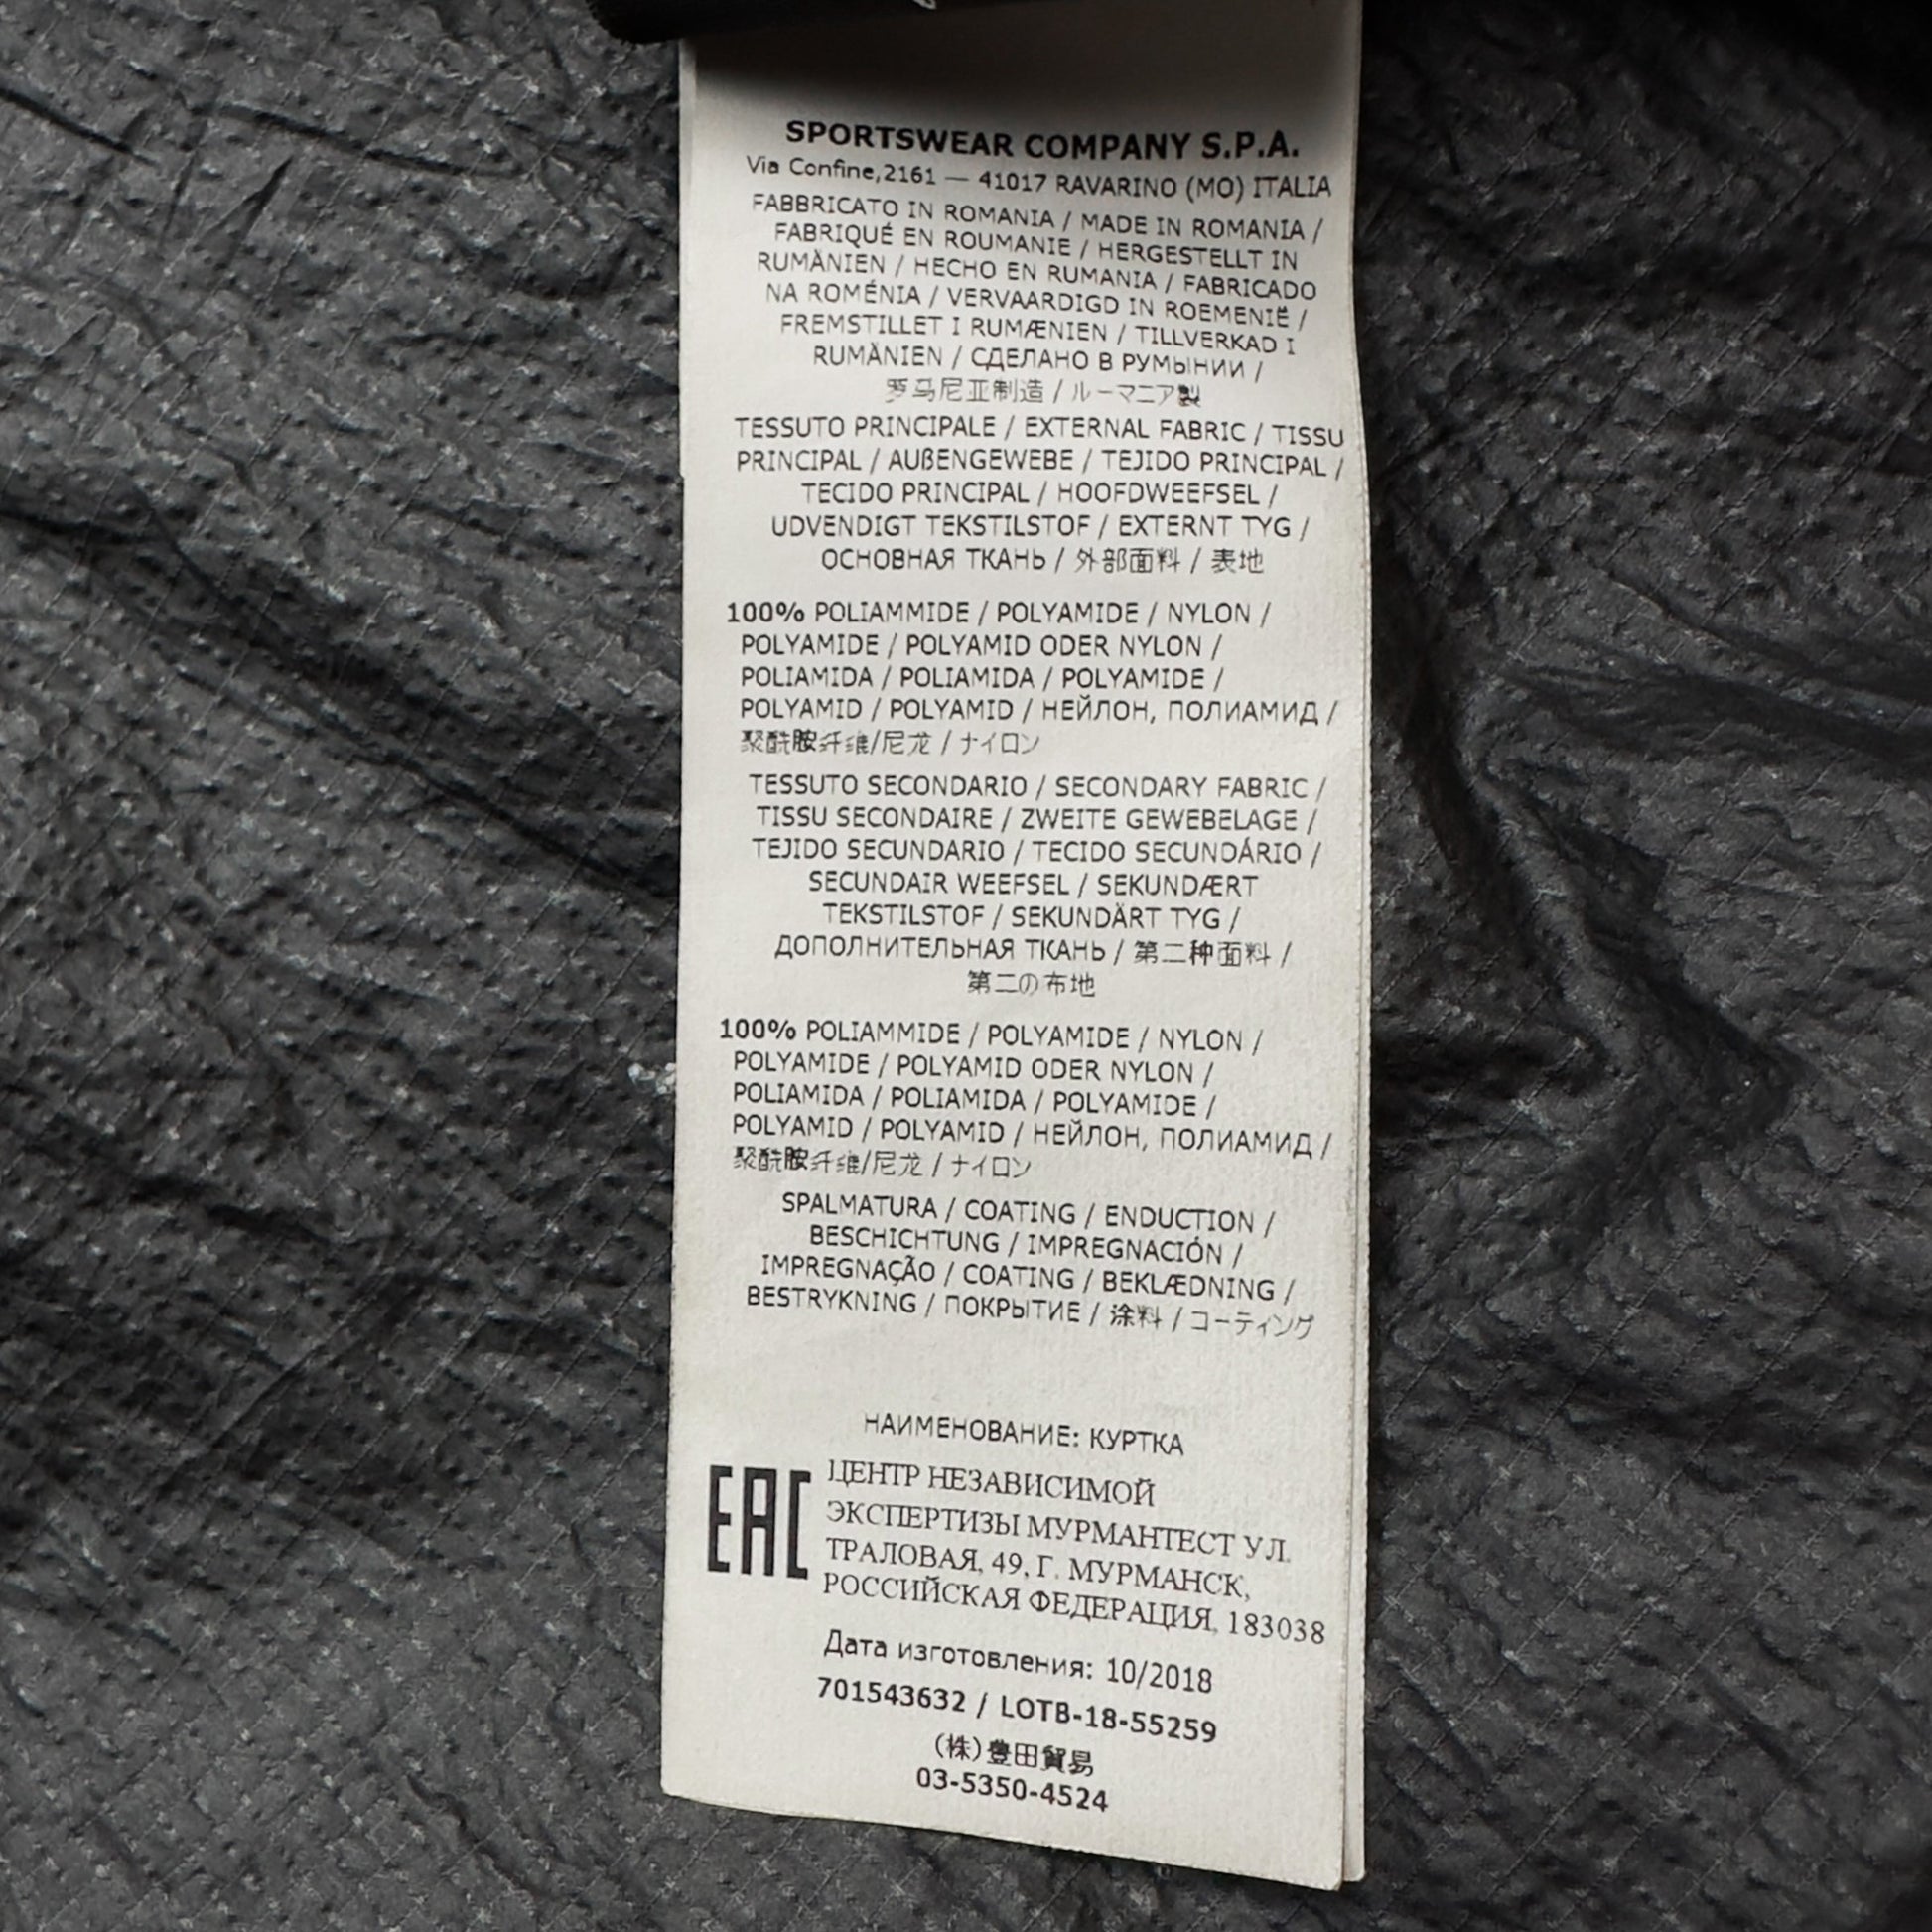 SPORTSWEAR COMPANY S.P.A.
Via Confine,2161 — 41017 RAVARINO (MO) ITALIA
FABBRICATO IN ROMANIA / MADE IN ROMANIA /
FABRIQUÉ EN ROUMANIE / HERGESTELLT IN
RUMÄNIEN / HECHO EN RUMANIA / FABRICADO
NA ROMÉNIA / VERVAARDIGD IN ROEMENIË /
FREMSTILLET I RUMÆNIEN / TILLVERKAD I
RUMÄNIEN / СДЕЛАНО В РУМЫНИИ /
罗马尼亚制造 / ルーマニア製
TESSUTO PRINCIPALE / EXTERNAL FABRIC / TISSU
PRINCIPAL / AUßENGEWEBE / TEJIDO PRINCIPAL /
TECIDO PRINCIPAL / HOOFDWEEFSEL /
UDVENDIGT TEKSTILSTOF / EXTERNT TYG /
ОСНОВНАЯ ТКАНЬ / 外部面料 / 表地
100% POLIAMMIDE / POLYAMIDE / NYLON /
POLYAMIDE / POLYAMID ODER NYLON /
POLIAMIDA / POLIAMIDA / POLYAMIDE /
POLYAMID / POLYAMID / НЕЙЛОН, ПОЛИАМИД /
聚酰胺纤维/尼龙 / ナイロン
TESSUTO SECONDARIO / SECONDARY FABRIC /
TISSU SECONDAIRE / ZWEITE GEWEBELAGE /
TEJIDO SECUNDARIO / TECIDO SECUNDÁRIO /
SECUNDAIR WEEFSEL / SEKUNDÆRT
TEKSTILSTOF / SEKUNDÄRT TYG /
ДОПОЛНИТЕЛЬНАЯ ТКАНЬ / 第二种面料 /
第二の布地
100% POLIAMMIDE / POLYAMIDE / NYLON /
POLYAMIDE / POLYAMID ODER NYLON /
POLIAMIDA / POLIAMIDA / POLYAMIDE /
POLYAMID / POLYAMID / НЕЙЛОН, ПОЛИАМИД /
聚酰胺纤维/尼龙 / ナイロン
SPALMATURA / COATING / ENDUCTION /
BESCHICHTUNG / IMPREGNACIÓN /
IMPREGNAÇÃO / COATING / BEKLÆDNING /
BESTRYKNING / ПОКРЫТИЕ / 涂料 / コーティング
НАИМЕНОВАНИЕ: КУРТКА
EAC
ЦЕНТР НЕЗАВИСИМОЙ
ЭКСПЕРТИЗЫ МУРМАНТЕСТ УЛ.
ТРАЛОВАЯ, 49, Г. МУРМАНСК,
РОССИЙСКАЯ ФЕДЕРАЦИЯ, 183038
Дата изготовления: 10/2018
701543632 / LOTB-18-55259
(株)豊田貿易
03-5350-4524